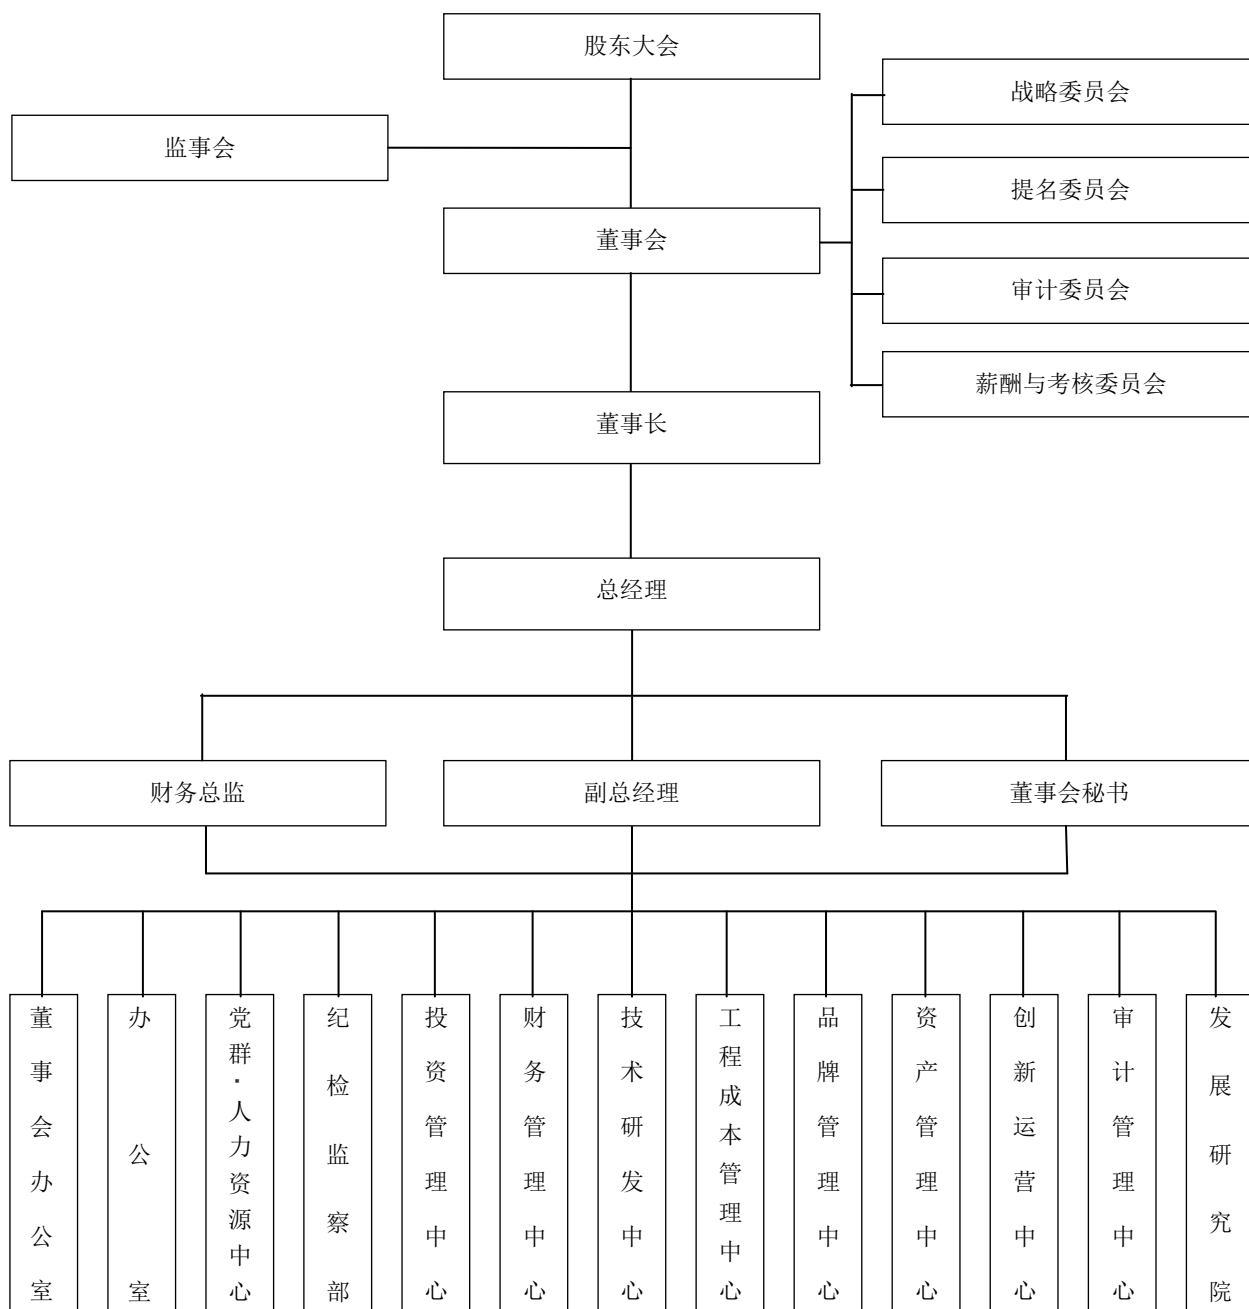 股东大会
战略委员会
监事会
提名委员会
董事会
审计委员会
薪酬与考核委员会
董事长
总经理
财务总监
副总经理
董事会秘书
董事会办公室
办公室
党群·人力资源中心
纪检监察部
投资管理中心
财务管理中心
技术研发中心
工程成本管理中心
品牌管理中心
资产管理中心
创新运营中心
审计管理中心
发展研究院